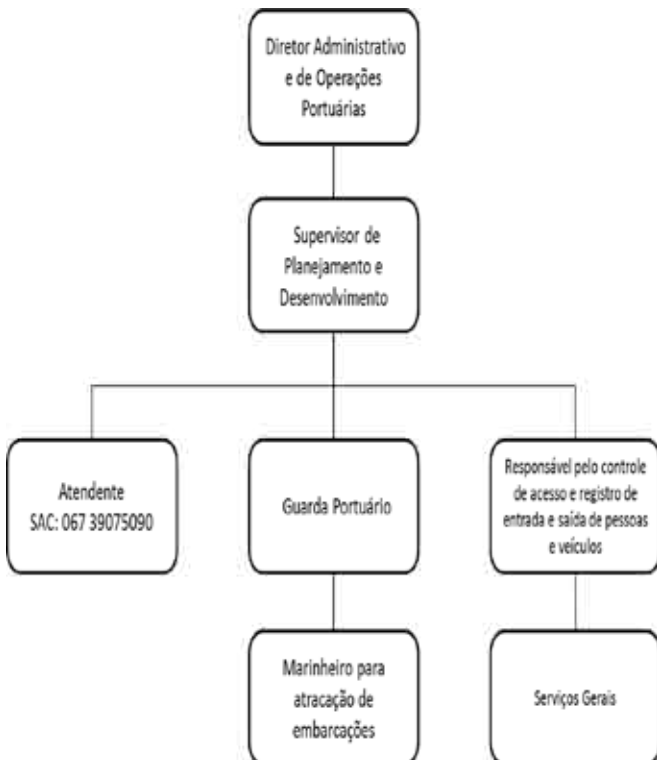 Diretor Administrativo
e de Operações
Portuárias
Supervisor de
Planejamento e
Desenvolvimento
Atendente
SAC: 067 39075090
Guarda Portuário
Responsável pelo controle
de acesso e registro de
entrada e saída de pessoas
e veículos
Marinheiro para
atracação de
embarcações
Serviços Gerais